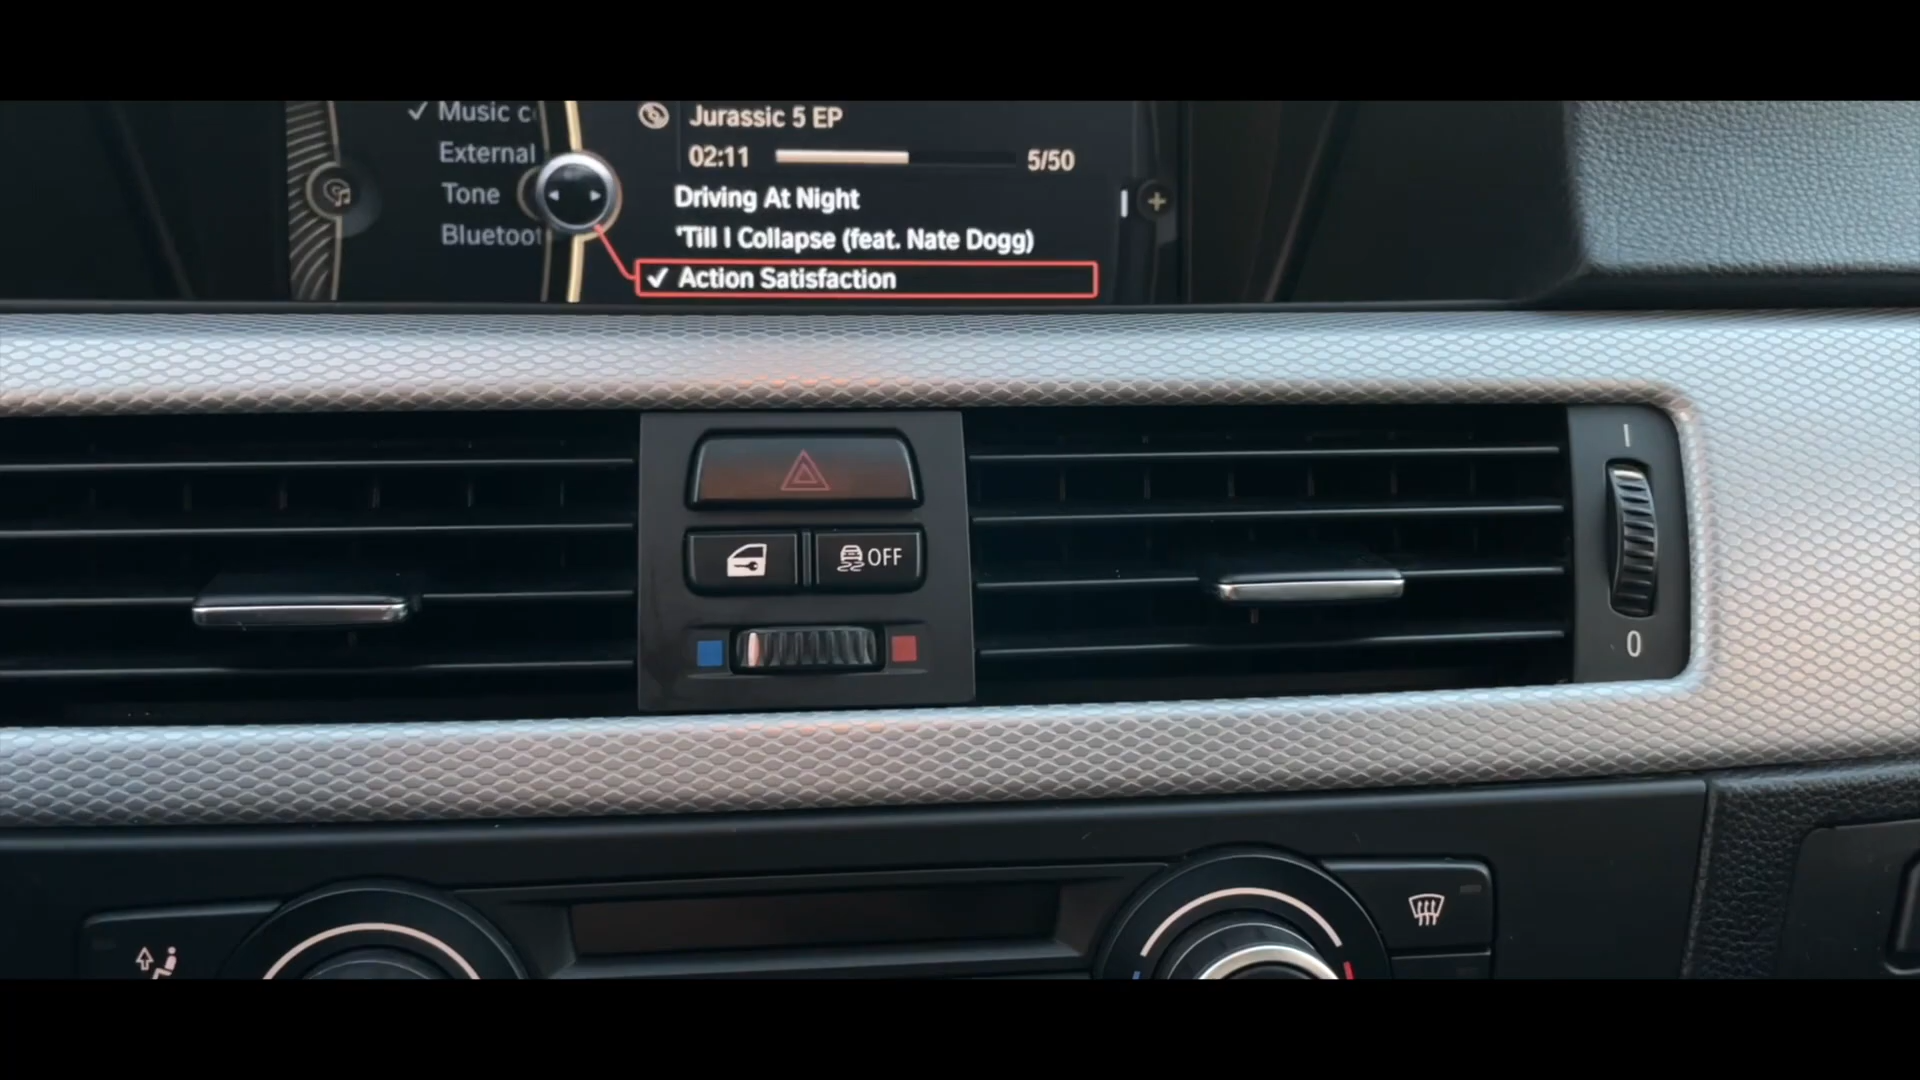 Music c
External
Tone
Bluetoot
Jurassic 5 EP
02:11 5/50
Driving At Night
'Till I Collapse (feat. Nate Dogg)
Action Satisfaction
OFF
I
0